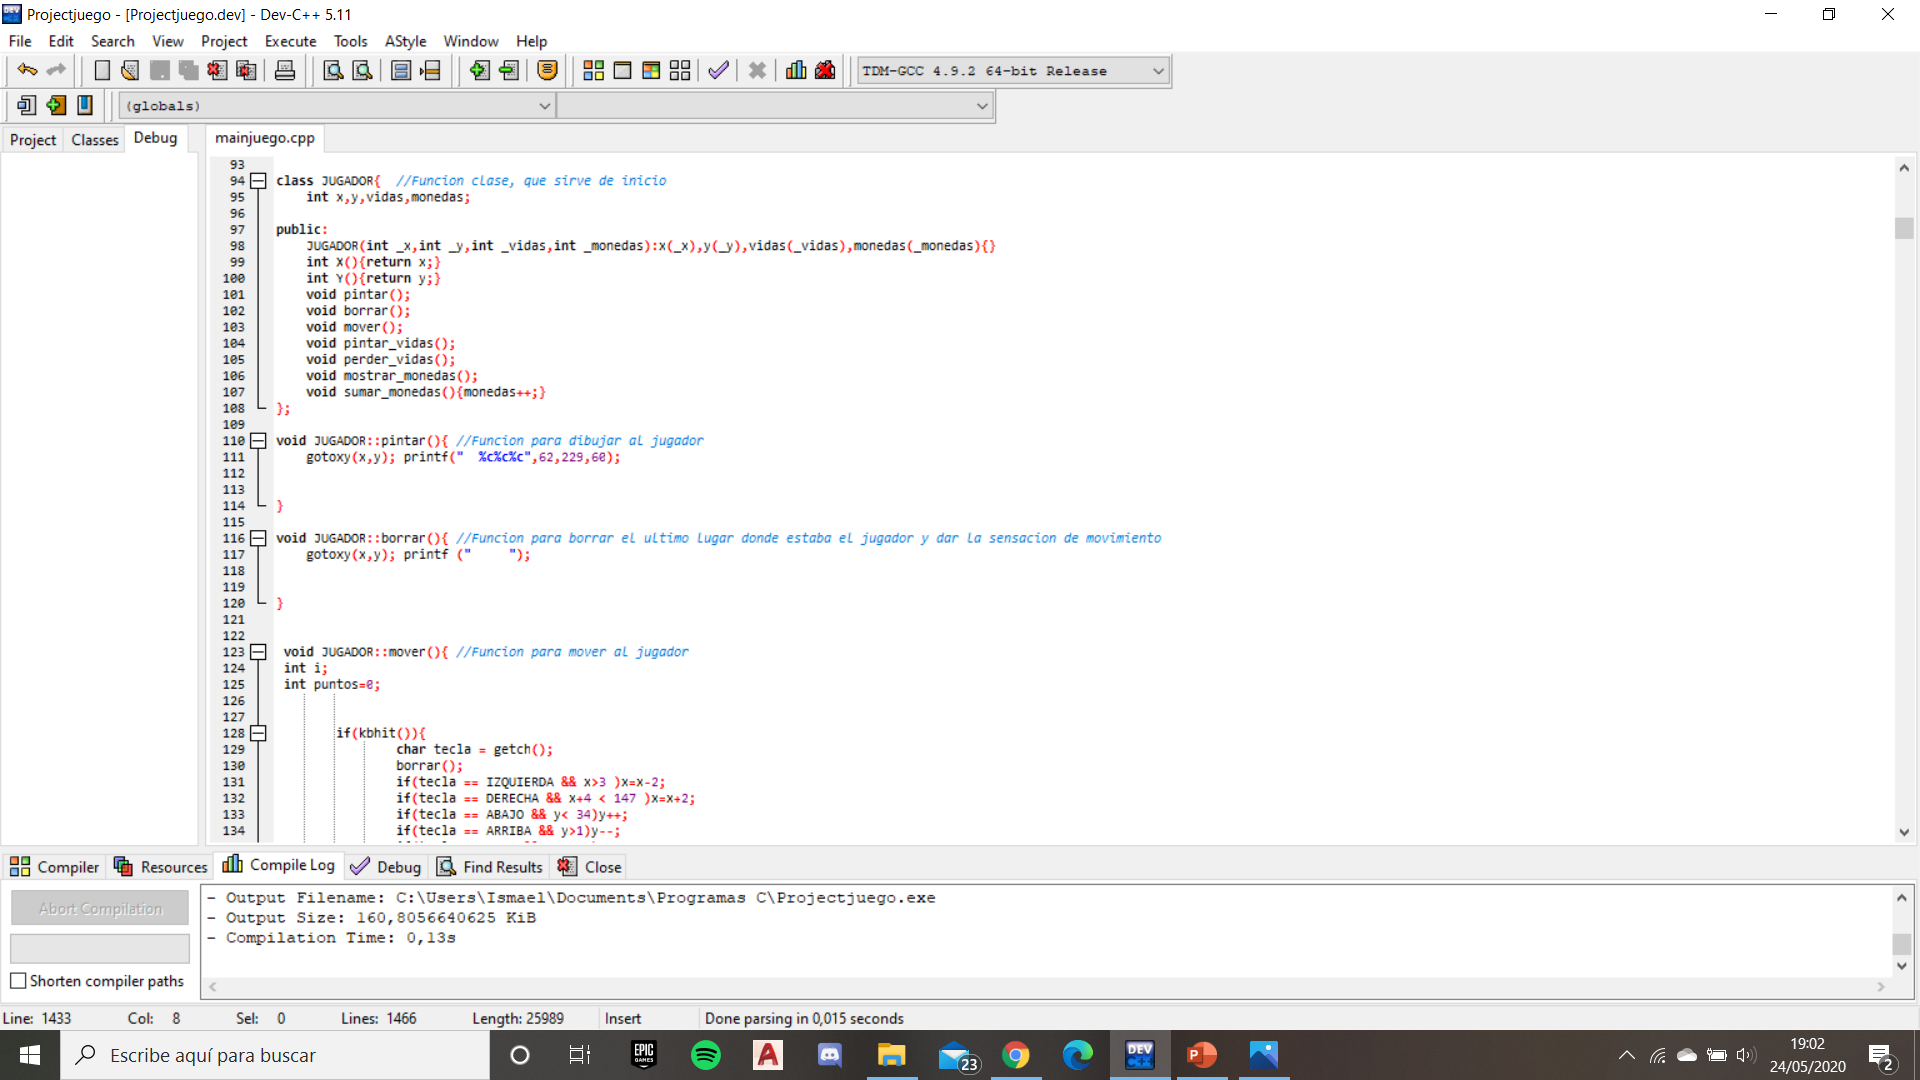 Projectjuego - [Projectjuego.dev] - Dev-C++ 5.11
File Edit Search View Project Execute Tools AStyle Window Help
TDM-GCC 4.9.2 64-bit Release
(globals)
Project Classes Debug
mainjuego.cpp
93
94 class JUGADOR{ //Funcion clase, que sirve de inicio
95 int x,y,vidas,monedas;
96
97 public:
98 JUGADOR(int _x,int _y,int _vidas,int _monedas):x(_x),y(_y),vidas(_vidas),monedas(_monedas){}
99 int X(){return x;}
100 int Y(){return y;}
101 void pintar();
102 void borrar();
103 void mover();
104 void pintar_vidas();
105 void perder_vidas();
106 void mostrar_monedas();
107 void sumar_monedas(){monedas++;}
108 };
109
110 void JUGADOR::pintar(){ //Funcion para dibujar al jugador
111 gotoxy(x,y); printf("  %c%c%c",62,229,60);
112
113
114 }
115
116 void JUGADOR::borrar(){ //Funcion para borrar el ultimo lugar donde estaba el jugador y dar la sensacion de movimiento
117 gotoxy(x,y); printf ("     ");
118
119
120 }
121
122
123 void JUGADOR::mover(){ //Funcion para mover al jugador
124 int i;
125 int puntos=0;
126
127
128 if(kbhit()){
129 char tecla = getch();
130 borrar();
131 if(tecla == IZQUIERDA && x>3 )x=x-2;
132 if(tecla == DERECHA && x+4 < 147 )x=x+2;
133 if(tecla == ABAJO && y< 34)y++;
134 if(tecla == ARRIBA && y>1)y--;
Compiler Resources Compile Log Debug Find Results Close
Abort Compilation
Shorten compiler paths
- Output Filename: C:\Users\Ismael\Documents\Programas C\Projectjuego.exe
- Output Size: 160,8056640625 KiB
- Compilation Time: 0,13s
Line: 1433 Col: 8 Sel: 0 Lines: 1466 Length: 25989 Insert Done parsing in 0,015 seconds
Escribe aquí para buscar
EPIC GAMES
23
DEV C++
19:02
24/05/2020
2